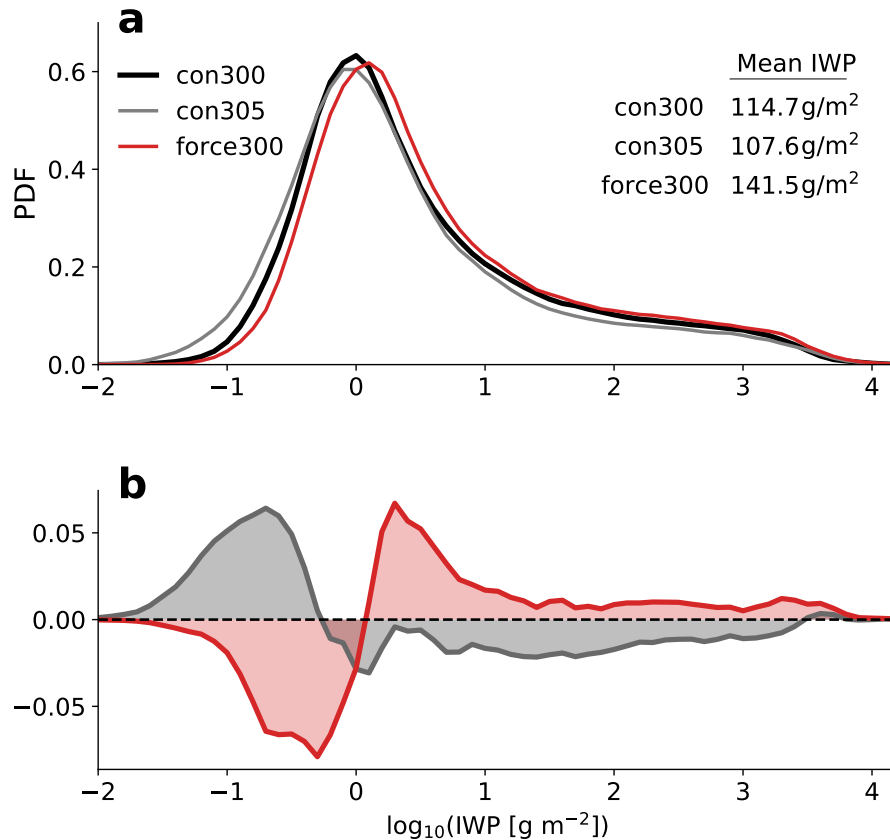 a
PDF
0.6
0.4
0.2
0.0
con300
con305
force300
Mean IWP
con300 114.7g/m²
con305 107.6g/m²
force300 141.5g/m²
−2 −1 0 1 2 3 4
b
0.05
0.00
−0.05
−2 −1 0 1 2 3 4
log₁₀(IWP [g m⁻²])